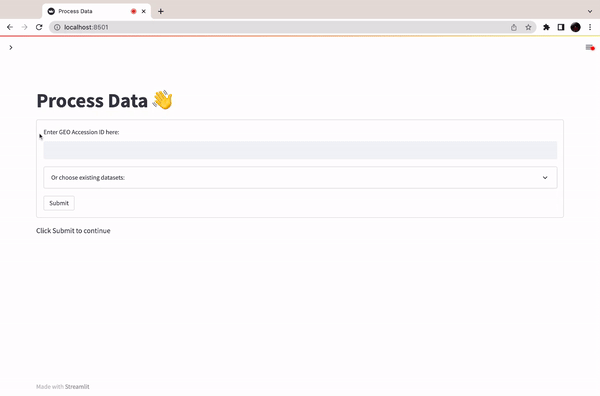 Process Data
localhost:8501
Process Data 👋
Enter GEO Accession ID here:
Or choose existing datasets:
Submit
Click Submit to continue
Made with Streamlit